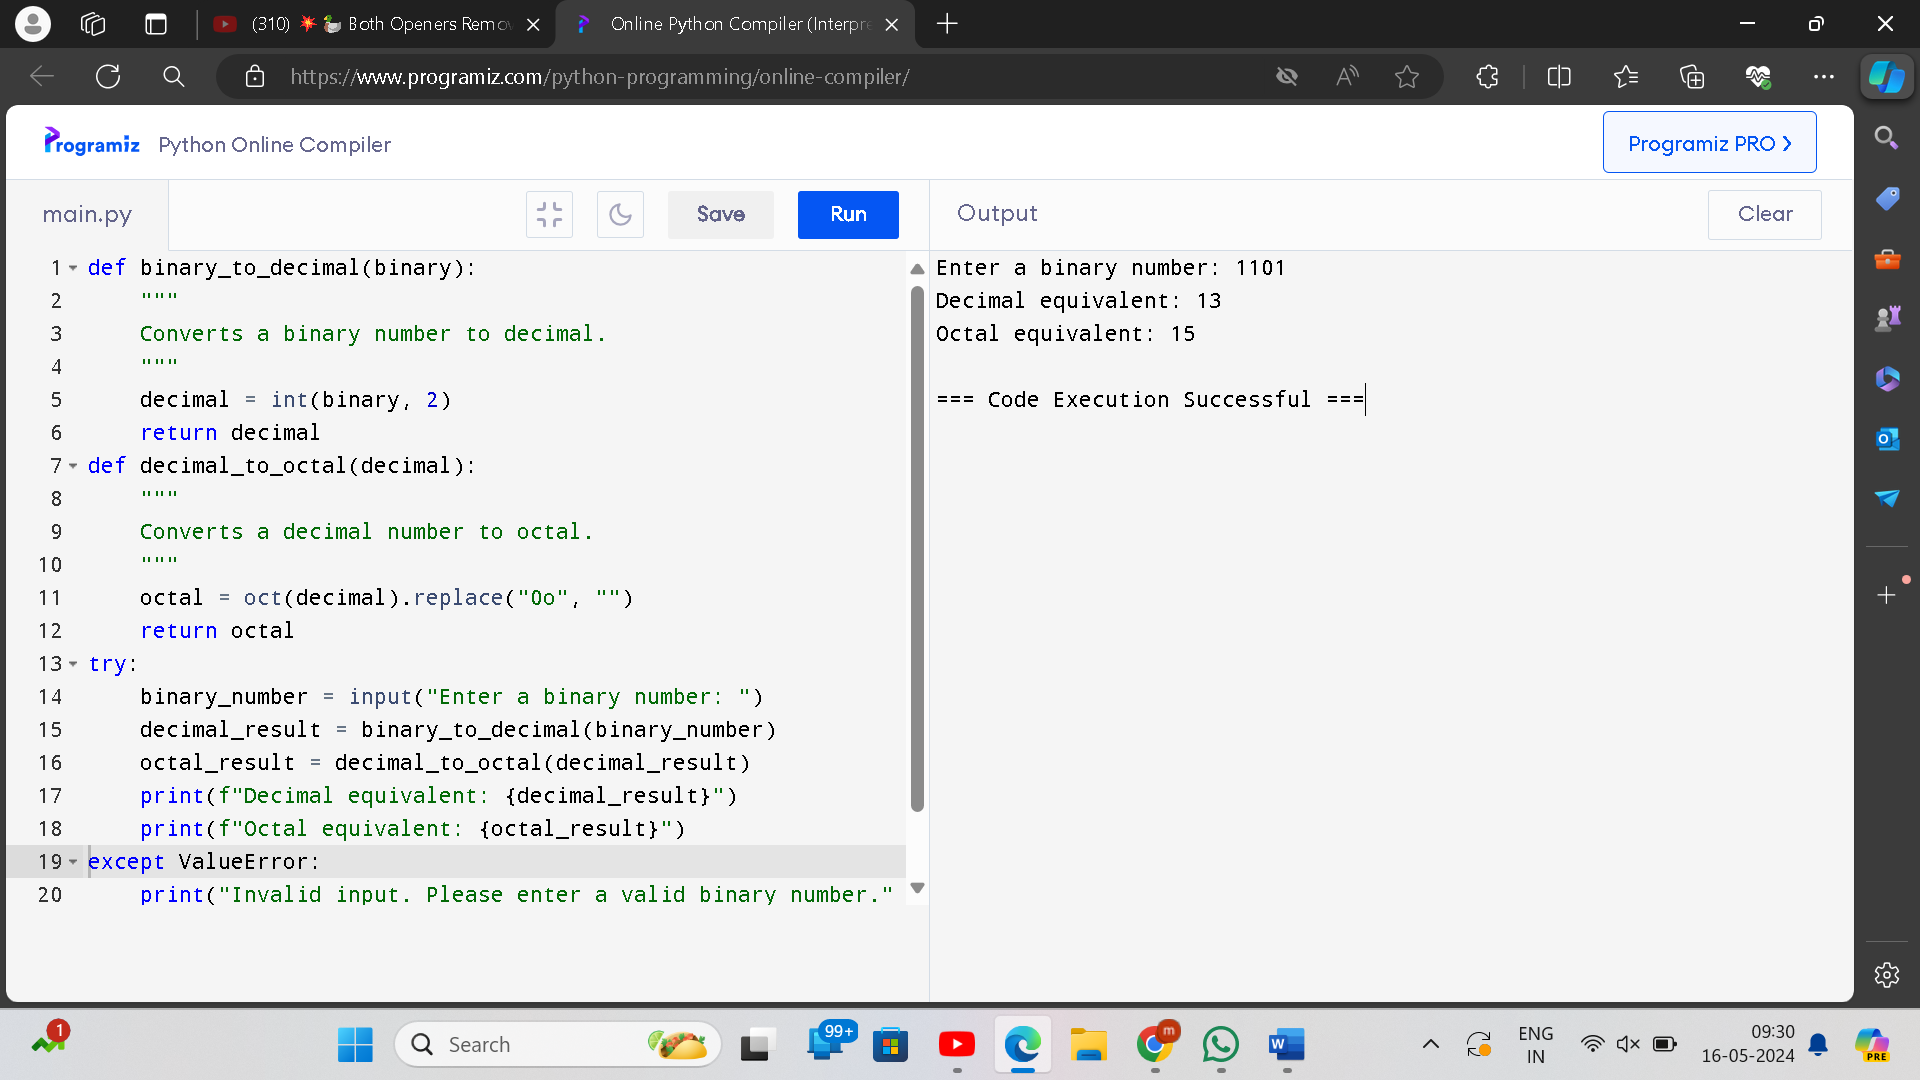 (310) 💥🦆 Both Openers Remov
Online Python Compiler (Interpre
https://www.programiz.com/python-programming/online-compiler/
Programiz Python Online Compiler
Programiz PRO ›
main.py
Save
Run
Output
Clear
1 def binary_to_decimal(binary):
2     """
3     Converts a binary number to decimal.
4     """
5     decimal = int(binary, 2)
6     return decimal
7 def decimal_to_octal(decimal):
8     """
9     Converts a decimal number to octal.
10     """
11     octal = oct(decimal).replace("0o", "")
12     return octal
13 try:
14     binary_number = input("Enter a binary number: ")
15     decimal_result = binary_to_decimal(binary_number)
16     octal_result = decimal_to_octal(decimal_result)
17     print(f"Decimal equivalent: {decimal_result}")
18     print(f"Octal equivalent: {octal_result}")
19 except ValueError:
20     print("Invalid input. Please enter a valid binary number."
Enter a binary number: 1101
Decimal equivalent: 13
Octal equivalent: 15
=== Code Execution Successful ===
1
Search
99+
m
W
ENG
IN
09:30
16-05-2024
PRE